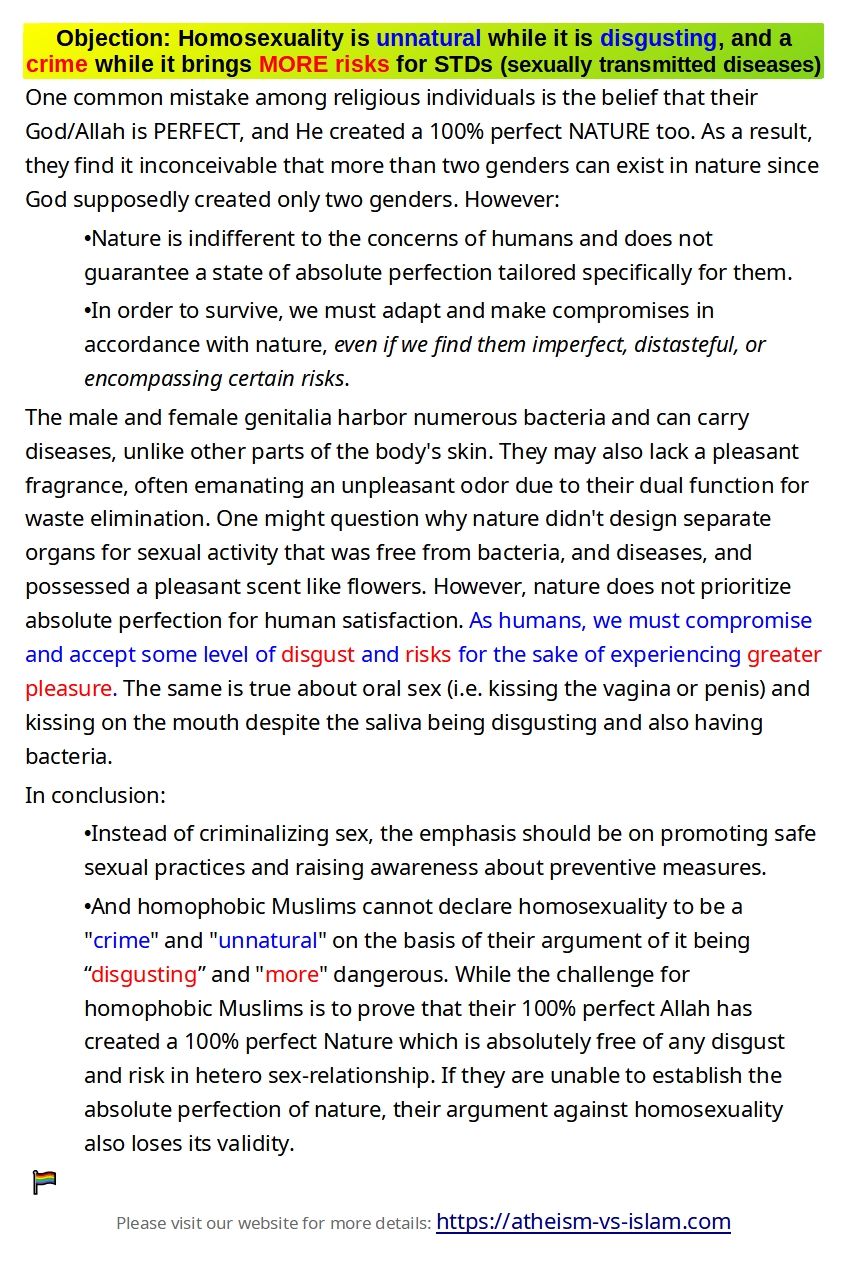 Objection: Homosexuality is unnatural while it is disgusting, and a
crime while it brings MORE risks for STDs (sexually transmitted diseases)
One common mistake among religious individuals is the belief that their
God/Allah is PERFECT, and He created a 100% perfect NATURE too. As a result,
they find it inconceivable that more than two genders can exist in nature since
God supposedly created only two genders. However:
•Nature is indifferent to the concerns of humans and does not
guarantee a state of absolute perfection tailored specifically for them.
•In order to survive, we must adapt and make compromises in
accordance with nature, even if we find them imperfect, distasteful, or
encompassing certain risks.
The male and female genitalia harbor numerous bacteria and can carry
diseases, unlike other parts of the body's skin. They may also lack a pleasant
fragrance, often emanating an unpleasant odor due to their dual function for
waste elimination. One might question why nature didn't design separate
organs for sexual activity that was free from bacteria, and diseases, and
possessed a pleasant scent like flowers. However, nature does not prioritize
absolute perfection for human satisfaction. As humans, we must compromise
and accept some level of disgust and risks for the sake of experiencing greater
pleasure. The same is true about oral sex (i.e. kissing the vagina or penis) and
kissing on the mouth despite the saliva being disgusting and also having
bacteria.
In conclusion:
•Instead of criminalizing sex, the emphasis should be on promoting safe
sexual practices and raising awareness about preventive measures.
•And homophobic Muslims cannot declare homosexuality to be a
"crime" and "unnatural" on the basis of their argument of it being
“disgusting” and "more" dangerous. While the challenge for
homophobic Muslims is to prove that their 100% perfect Allah has
created a 100% perfect Nature which is absolutely free of any disgust
and risk in hetero sex-relationship. If they are unable to establish the
absolute perfection of nature, their argument against homosexuality
also loses its validity.
Please visit our website for more details: https://atheism-vs-islam.com